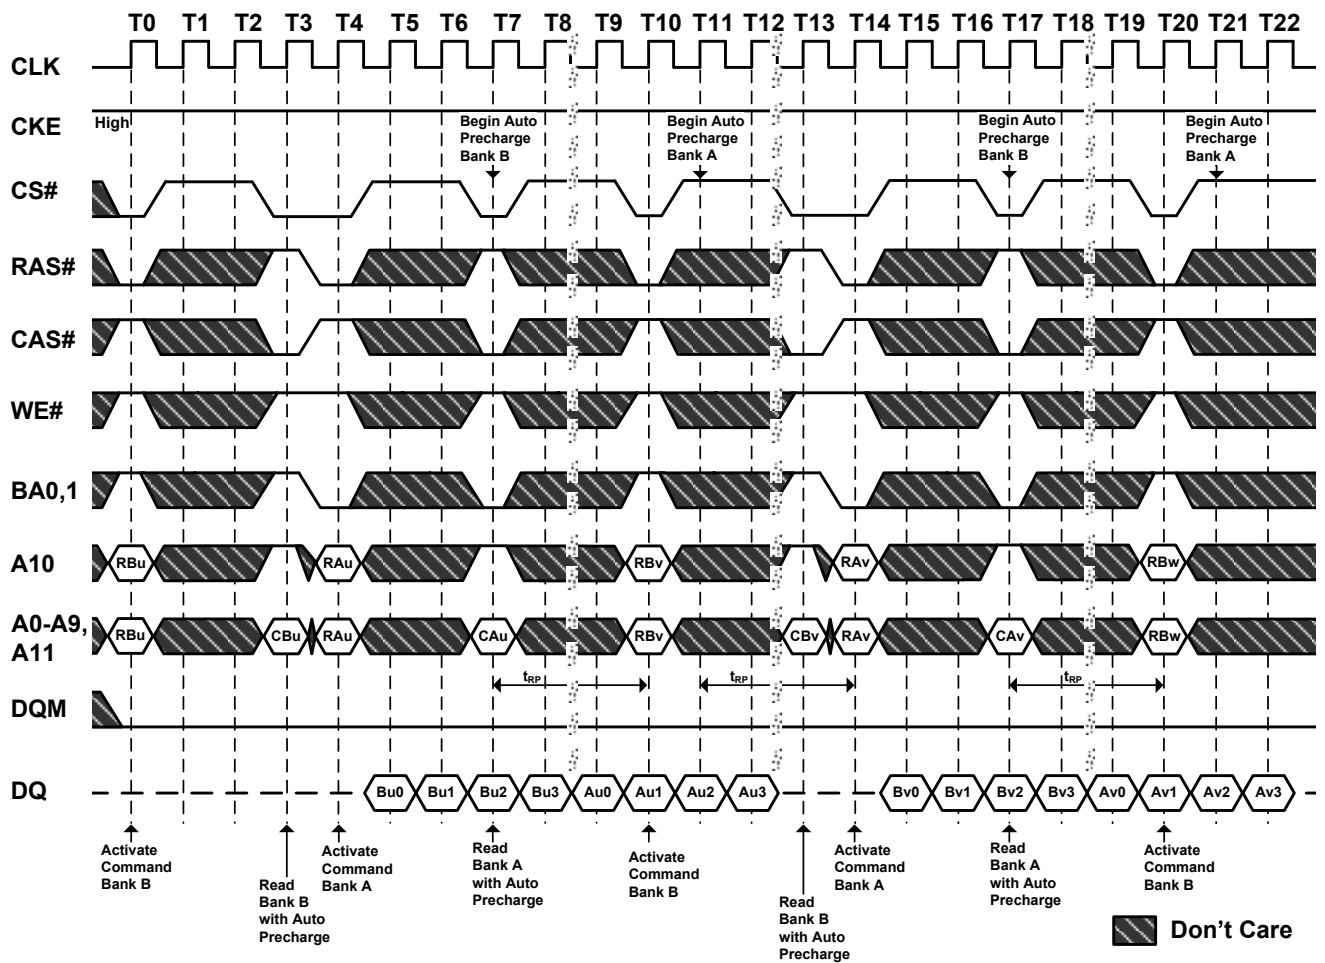 T0 T1 T2 T3 T4 T5 T6 T7 T8 T9 T10 T11 T12 T13 T14 T15 T16 T17 T18 T19 T20 T21 T22
CLK
CKE
High
Begin Auto
Precharge
Bank B
Begin Auto
Precharge
Bank A
Begin Auto
Precharge
Bank B
Begin Auto
Precharge
Bank A
CS#
RAS#
CAS#
WE#
BA0,1
A10
RBu RAu RBv RAv RBw
A0-A9,
A11
RBu CBu RAu CAu RBv CBv RAv CAv RBw
tRP tRP tRP
DQM
DQ
Bu0 Bu1 Bu2 Bu3 Au0 Au1 Au2 Au3 Bv0 Bv1 Bv2 Bv3 Av0 Av1 Av2 Av3
Activate
Command
Bank B
Read
Bank B
with Auto
Precharge
Activate
Command
Bank A
Read
Bank A
with Auto
Precharge
Activate
Command
Bank B
Read
Bank B
with Auto
Precharge
Activate
Command
Bank A
Read
Bank A
with Auto
Precharge
Activate
Command
Bank B
Don't Care